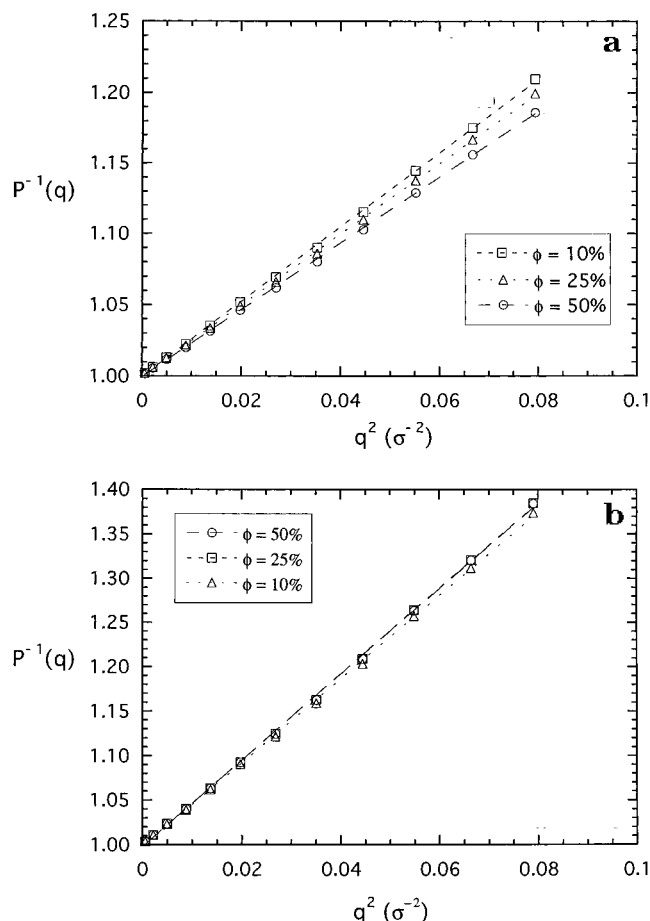 1.25
a
1.20
1.15
P⁻¹(q)
1.10
ϕ = 10%
ϕ = 25%
1.05
ϕ = 50%
1.00
0 0.02 0.04 0.06 0.08 0.1
q² (σ⁻²)
1.40
b
ϕ = 50%
1.35
ϕ = 25%
ϕ = 10%
1.30
1.25
P⁻¹(q)
1.20
1.15
1.10
1.05
1.00
0 0.02 0.04 0.06 0.08 0.1
q² (σ⁻²)